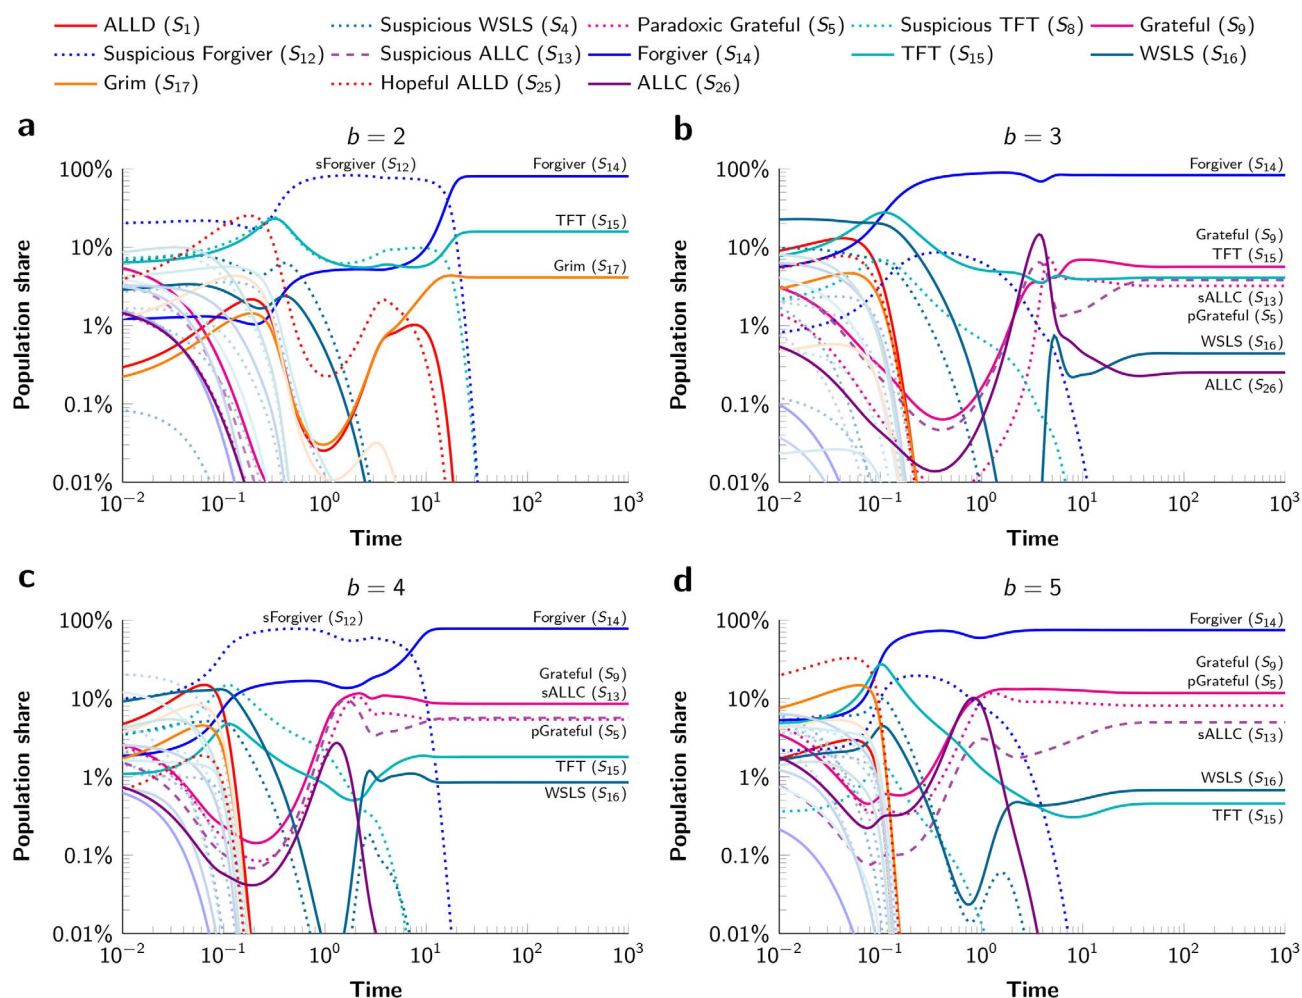 ALLD (S1) Suspicious WSLS (S4) Paradoxic Grateful (S5) Suspicious TFT (S8) Grateful (S9)
Suspicious Forgiver (S12) Suspicious ALLC (S13) Forgiver (S14) TFT (S15) WSLS (S16)
Grim (S17) Hopeful ALLD (S25) ALLC (S26)
a
b = 2
Population share
100%
10%
1%
0.1%
0.01%
sForgiver (S12)
Forgiver (S14)
TFT (S15)
Grim (S17)
10−2 10−1 100 101 102 103
Time
b
b = 3
Population share
100%
10%
1%
0.1%
0.01%
Forgiver (S14)
Grateful (S9)
TFT (S15)
sALLC (S13)
pGrateful (S5)
WSLS (S16)
ALLC (S26)
10−2 10−1 100 101 102 103
Time
c
b = 4
Population share
100%
10%
1%
0.1%
0.01%
sForgiver (S12)
Forgiver (S14)
Grateful (S9)
sALLC (S13)
pGrateful (S5)
TFT (S15)
WSLS (S16)
10−2 10−1 100 101 102 103
Time
d
b = 5
Population share
100%
10%
1%
0.1%
0.01%
Forgiver (S14)
Grateful (S9)
pGrateful (S5)
sALLC (S13)
WSLS (S16)
TFT (S15)
10−2 10−1 100 101 102 103
Time